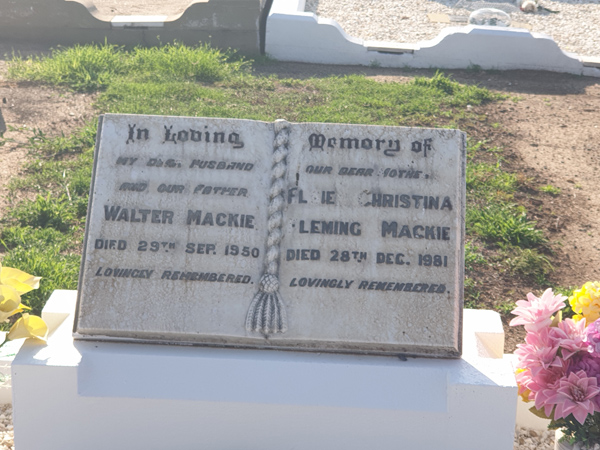 In Loving
MY DEAR HUSBAND
AND OUR FATHER
WALTER MACKIE
DIED 29TH SEP. 1950
LOVINGLY REMEMBERED.
Memory of
OUR DEAR MOTHER
CHRISTINA
LEMING MACKIE
DIED 28TH DEC. 1981
LOVINGLY REMEMBERED.